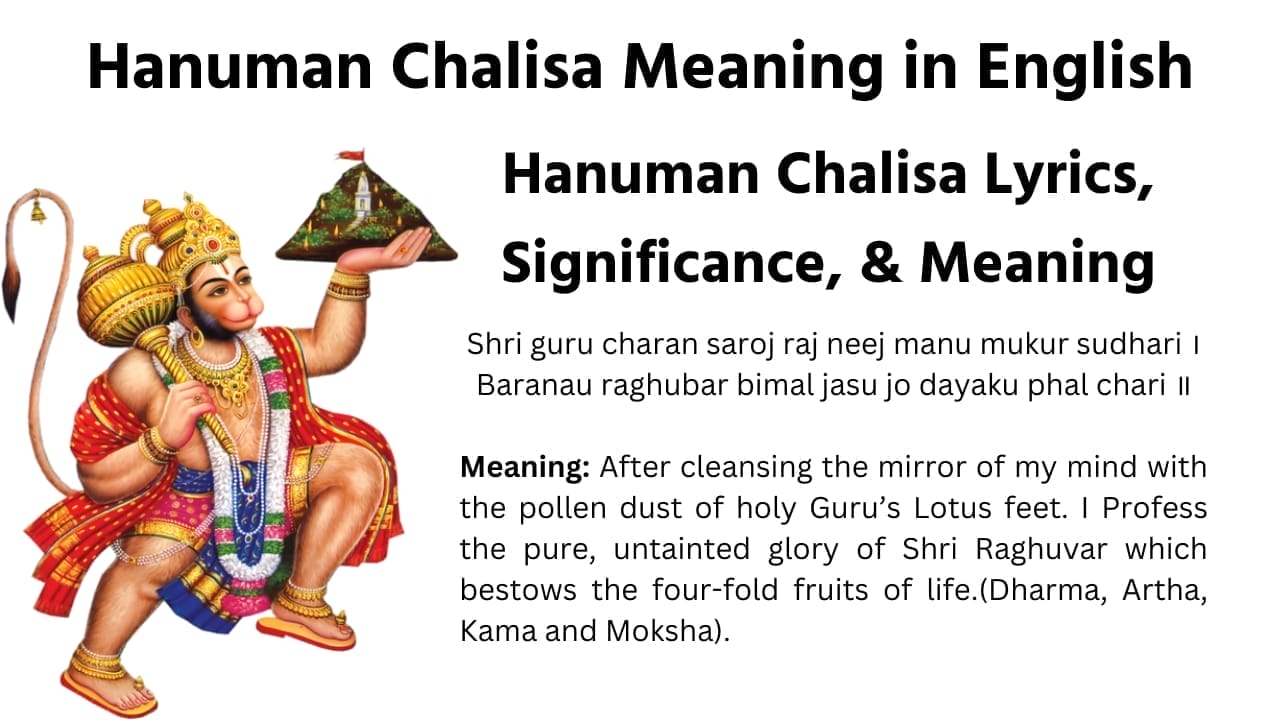 Hanuman Chalisa Meaning in English
Hanuman Chalisa Lyrics,
Significance, & Meaning
Shri guru charan saroj raj neej manu mukur sudhari ।
Baranau raghubar bimal jasu jo dayaku phal chari ॥
Meaning: After cleansing the mirror of my mind with
the pollen dust of holy Guru’s Lotus feet. I Profess
the pure, untainted glory of Shri Raghuvar which
bestows the four-fold fruits of life.(Dharma, Artha,
Kama and Moksha).